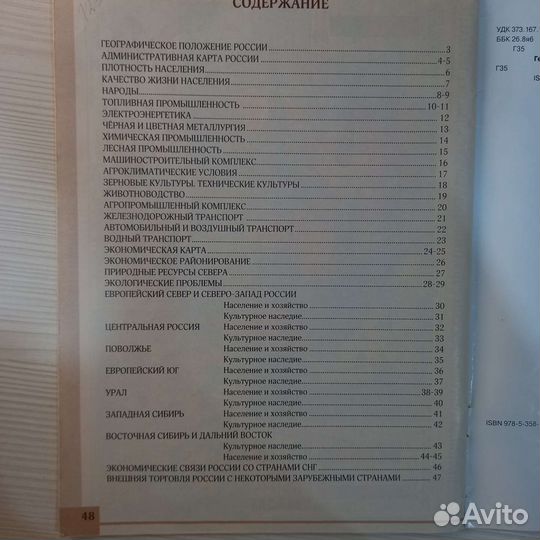 СОДЕРЖАНИЕ
ГЕОГРАФИЧЕСКОЕ ПОЛОЖЕНИЕ РОССИИ 3
АДМИНИСТРАТИВНАЯ КАРТА РОССИИ 4-5
ПЛОТНОСТЬ НАСЕЛЕНИЯ 6
КАЧЕСТВО ЖИЗНИ НАСЕЛЕНИЯ 7
НАРОДЫ 8-9
ТОПЛИВНАЯ ПРОМЫШЛЕННОСТЬ 10-11
ЭЛЕКТРОЭНЕРГЕТИКА 12
ЧЁРНАЯ И ЦВЕТНАЯ МЕТАЛЛУРГИЯ 13
ХИМИЧЕСКАЯ ПРОМЫШЛЕННОСТЬ 14
ЛЕСНАЯ ПРОМЫШЛЕННОСТЬ 15
МАШИНОСТРОИТЕЛЬНЫЙ КОМПЛЕКС 16
АГРОКЛИМАТИЧЕСКИЕ УСЛОВИЯ 17
ЗЕРНОВЫЕ КУЛЬТУРЫ. ТЕХНИЧЕСКИЕ КУЛЬТУРЫ 18
ЖИВОТНОВОДСТВО 19
АГРОПРОМЫШЛЕННЫЙ КОМПЛЕКС 20
ЖЕЛЕЗНОДОРОЖНЫЙ ТРАНСПОРТ 21
АВТОМОБИЛЬНЫЙ И ВОЗДУШНЫЙ ТРАНСПОРТ 22
ВОДНЫЙ ТРАНСПОРТ 23
ЭКОНОМИЧЕСКАЯ КАРТА 24-25
ЭКОНОМИЧЕСКОЕ РАЙОНИРОВАНИЕ 26
ПРИРОДНЫЕ РЕСУРСЫ СЕВЕРА 27
ЭКОЛОГИЧЕСКИЕ ПРОБЛЕМЫ 28-29
ЕВРОПЕЙСКИЙ СЕВЕР И СЕВЕРО-ЗАПАД РОССИИ
Население и хозяйство 30
Культурное наследие 31
ЦЕНТРАЛЬНАЯ РОССИЯ Население и хозяйство 32
Культурное наследие 33
ПОВОЛЖЬЕ Население и хозяйство 34
Культурное наследие 35
ЕВРОПЕЙСКИЙ ЮГ Население и хозяйство 36
Культурное наследие 37
УРАЛ Население и хозяйство 38-39
Культурное наследие 40
ЗАПАДНАЯ СИБИРЬ Население и хозяйство 41
Культурное наследие 42
ВОСТОЧНАЯ СИБИРЬ И ДАЛЬНИЙ ВОСТОК
Культурное наследие 43
Население и хозяйство 44-45
ЭКОНОМИЧЕСКИЕ СВЯЗИ РОССИИ СО СТРАНАМИ СНГ 46
ВНЕШНЯЯ ТОРГОВЛЯ РОССИИ С НЕКОТОРЫМИ ЗАРУБЕЖНЫМИ СТРАНАМИ 47
48
УДК 373.167.
ББК 26.8я6
Г35
Ге
Г35
IS
ISBN 978-5-358-
Avito